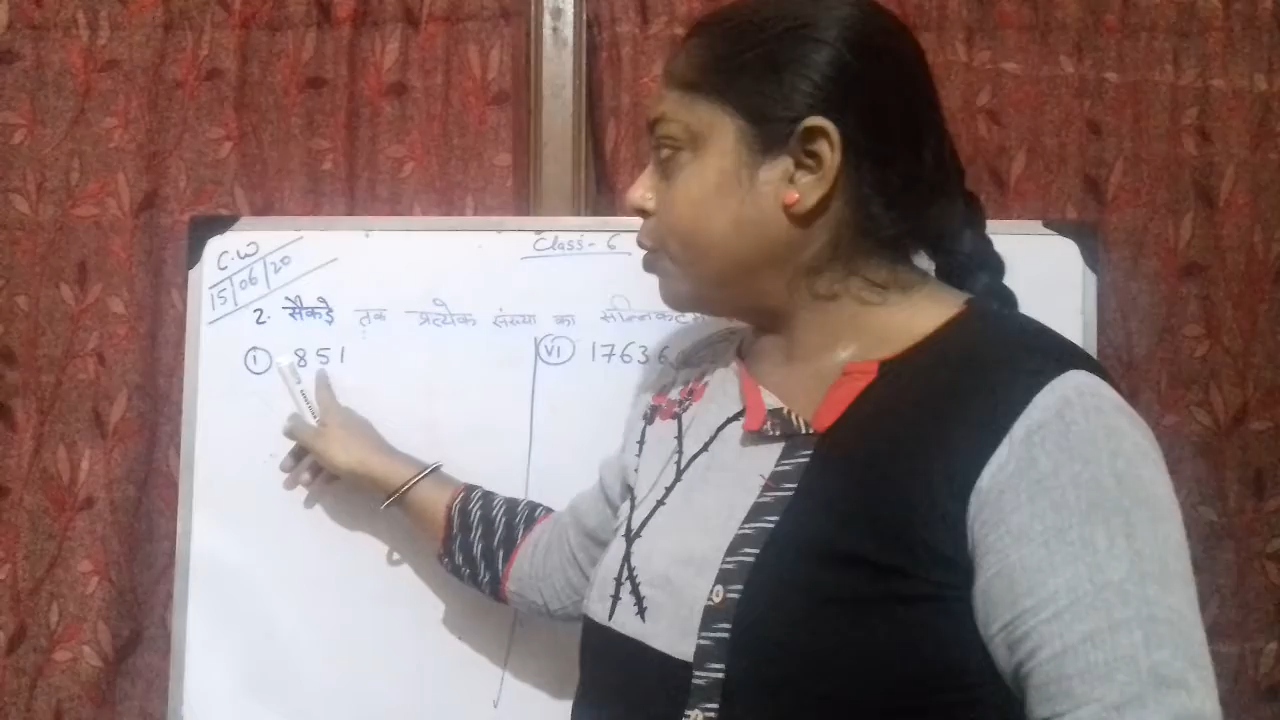 C.W
15/06/20
Class - 6
2. सैकड़े तक प्रत्येक संख्या का
(i) 851
(vi) 17636